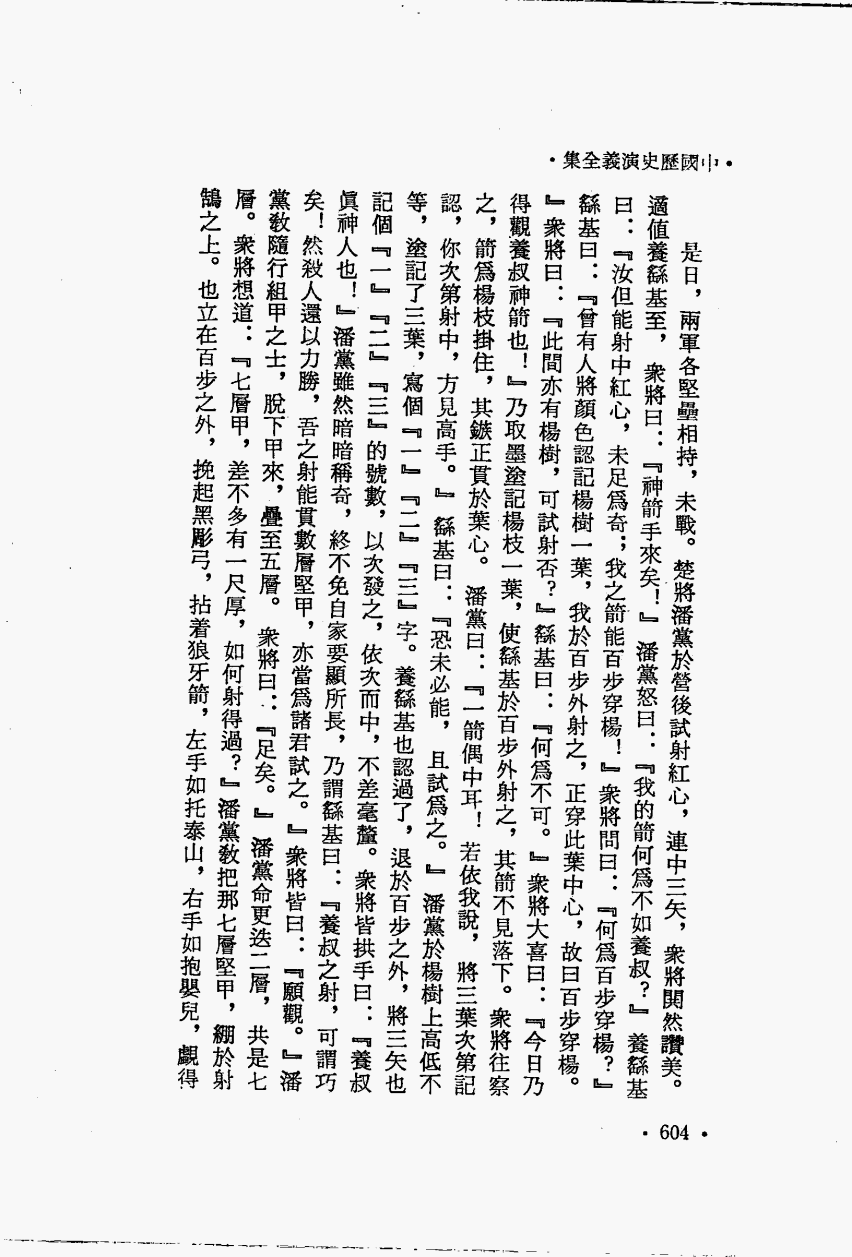 •中國歷史演義全集•
是日，兩軍各堅壘相持，未戰。楚將潘黨於營後試射紅心，連中三矢，衆將鬨然讚美。
適值養繇基至，衆將曰：『神箭手來矣！』潘黨怒曰：『我的箭何爲不如養叔？』養繇基
曰：『汝但能射中紅心，未足爲奇；我之箭能百步穿楊！』衆將問曰：『何爲百步穿楊？』
繇基曰：『曾有人將顏色認記楊樹一葉，我於百步外射之，正穿此葉中心，故曰百步穿楊。
』衆將曰：『此間亦有楊樹，可試射否？』繇基曰：『何爲不可。』衆將大喜曰：『今日乃
得觀養叔神箭也！』乃取墨塗記楊枝一葉，使繇基於百步外射之，其箭不見落下。衆將往察
之，箭爲楊枝掛住，其鏃正貫於葉心。潘黨曰：『一箭偶中耳！若依我說，將三葉次第記
認，你次第射中，方見高手。』繇基曰：『恐未必能，且試爲之。』潘黨於楊樹上高低不
等，塗記了三葉，寫個『一』『二』『三』字。養繇基也認過了，退於百步之外，將三矢也
記個『一』『二』『三』的號數，以次發之，依次而中，不差毫釐。衆將皆拱手曰：『養叔
眞神人也！』潘黨雖然暗暗稱奇，終不免自家要顯所長，乃謂繇基曰：『養叔之射，可謂巧
矣！然殺人還以力勝，吾之射能貫數層堅甲，亦當爲諸君試之。』衆將皆曰：『願觀。』潘
黨敎隨行組甲之士，脫下甲來，疊至五層。衆將曰：『足矣。』潘黨命更迭二層，共是七
層。衆將想道：『七層甲，差不多有一尺厚，如何射得過？』潘黨敎把那七層堅甲，綳於射
鵠之上。也立在百步之外，挽起黑彫弓，拈着狼牙箭，左手如托泰山，右手如抱嬰兒，覰得
•604•